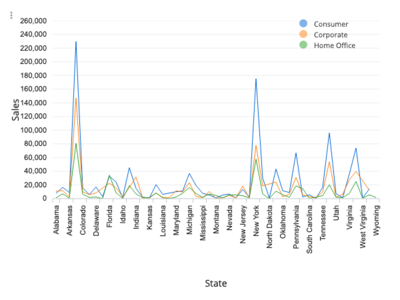 260,000
240,000
220,000
200,000
180,000
160,000
140,000
120,000
100,000
80,000
60,000
40,000
20,000
Sales
Consumer
Corporate
Home Office
Alabama
Arkansas
Colorado
Delaware
Florida
Idaho
Indiana
Kansas
Louisiana
Maryland
Michigan
Mississippi
Montana
Nevada
New Jersey
New York
North Dakota
Oklahoma
Pennsylvania
South Carolina
Tennessee
Utah
Virginia
West Virginia
Wyoming
State